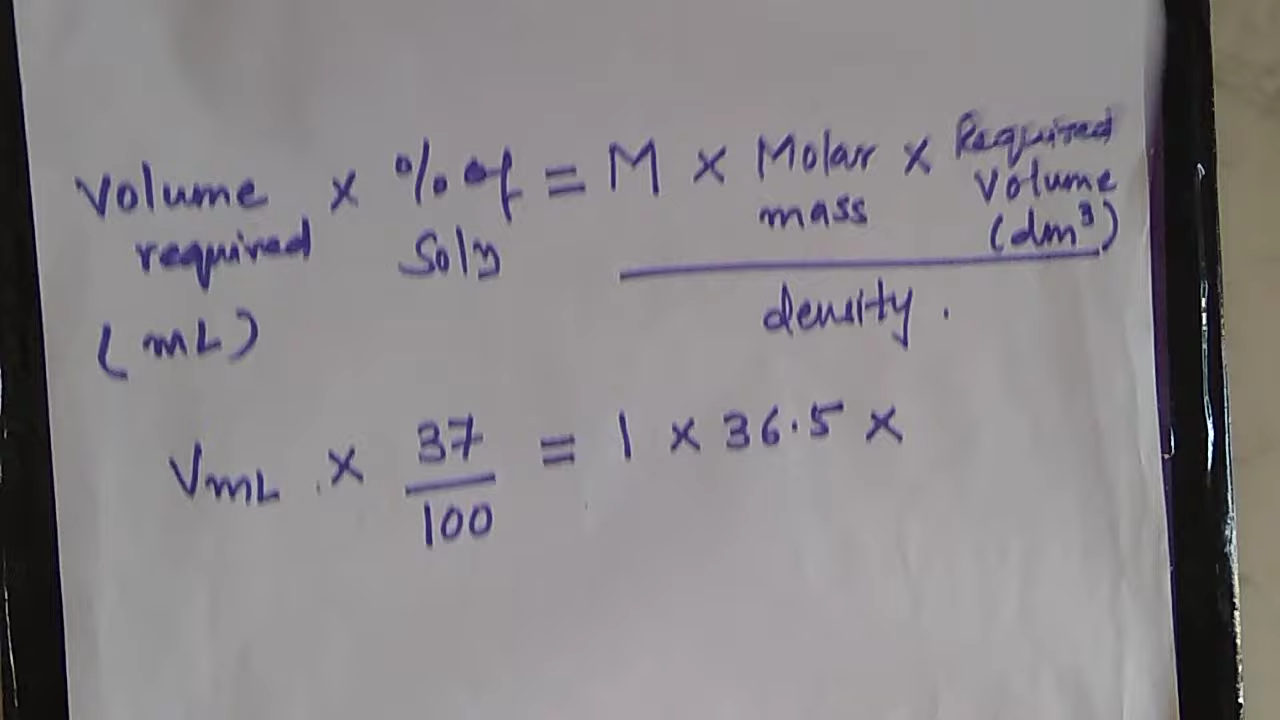 Volume × % of = M × Molar × Required
required Soln mass Volume
(mL) (dm³)
density.
VmL × 37/100 = 1 × 36.5 ×